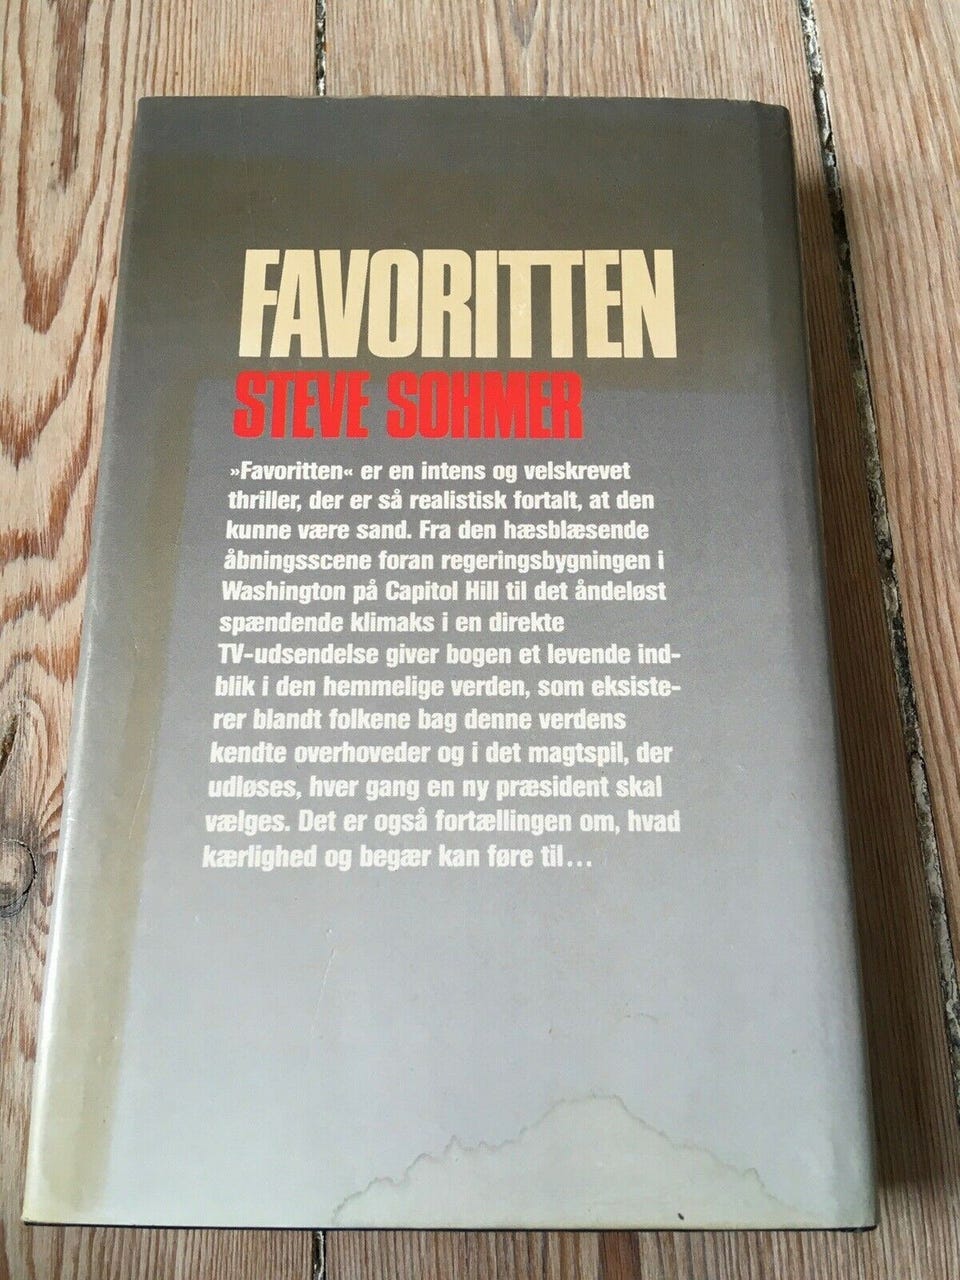 FAVORITTEN
STEVE SOHMER
»Favoritten« er en intens og velskrevet
thriller, der er så realistisk fortalt, at den
kunne være sand. Fra den hæsblæsende
åbningsscene foran regeringsbygningen i
Washington på Capitol Hill til det åndeløst
spændende klimaks i en direkte
TV-udsendelse giver bogen et levende ind-
blik i den hemmelige verden, som eksiste-
rer blandt folkene bag denne verdens
kendte overhoveder og i det magtspil, der
udløses, hver gang en ny præsident skal
vælges. Det er også fortællingen om, hvad
kærlighed og begær kan føre til...